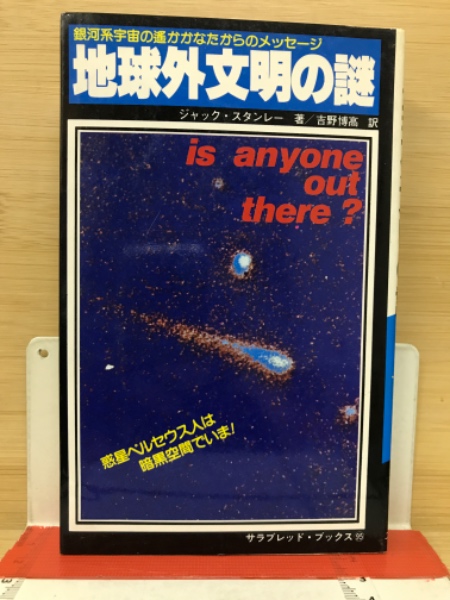 銀河系宇宙の遙かかなたからのメッセージ
地球外文明の謎
ジャック・スタンレー 著/吉野博高 訳
is anyone
out
there?
惑星ペルセウス人は
暗黒空間でいま!
サラブレッド・ブックス95